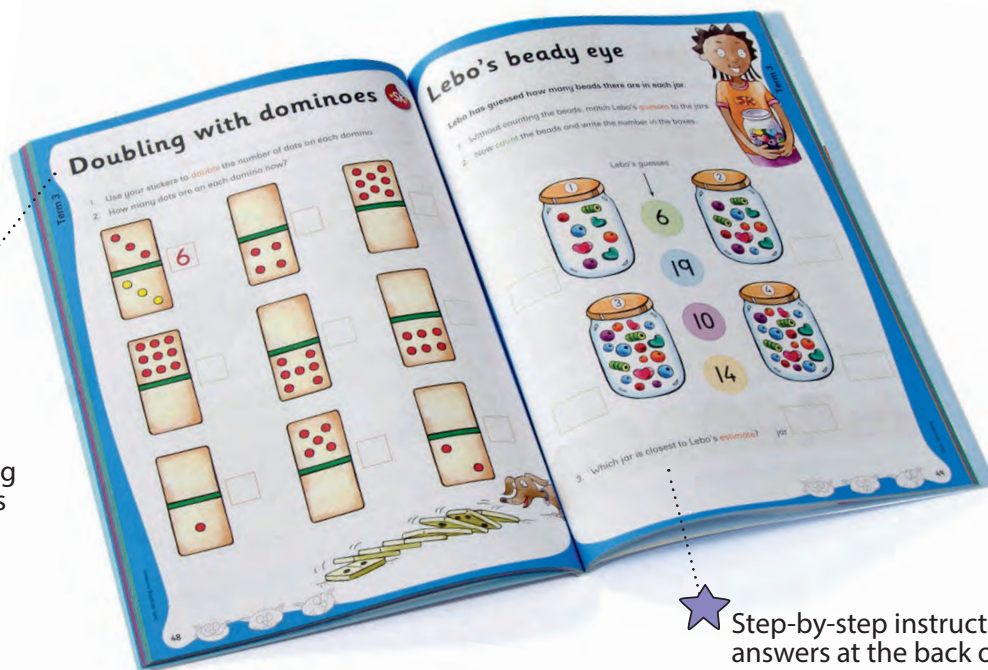 Doubling with dominoes
SK
1. Use your stickers to double the number of dots on each domino.
2. How many dots are on each domino now?
Term 3
6
48
Lebo's beady eye
Term 3
SK
Lebo has guessed how many beads there are in each jar.
1. Without counting the beads, match Lebo's guesses to the jars.
2. Now count the beads and write the number in the boxes.
Lebo's guesses
1
2
6
19
3
4
10
14
3. Which jar is closest to Lebo's estimate? jar
49
Step-by-step instruct
answers at the back o